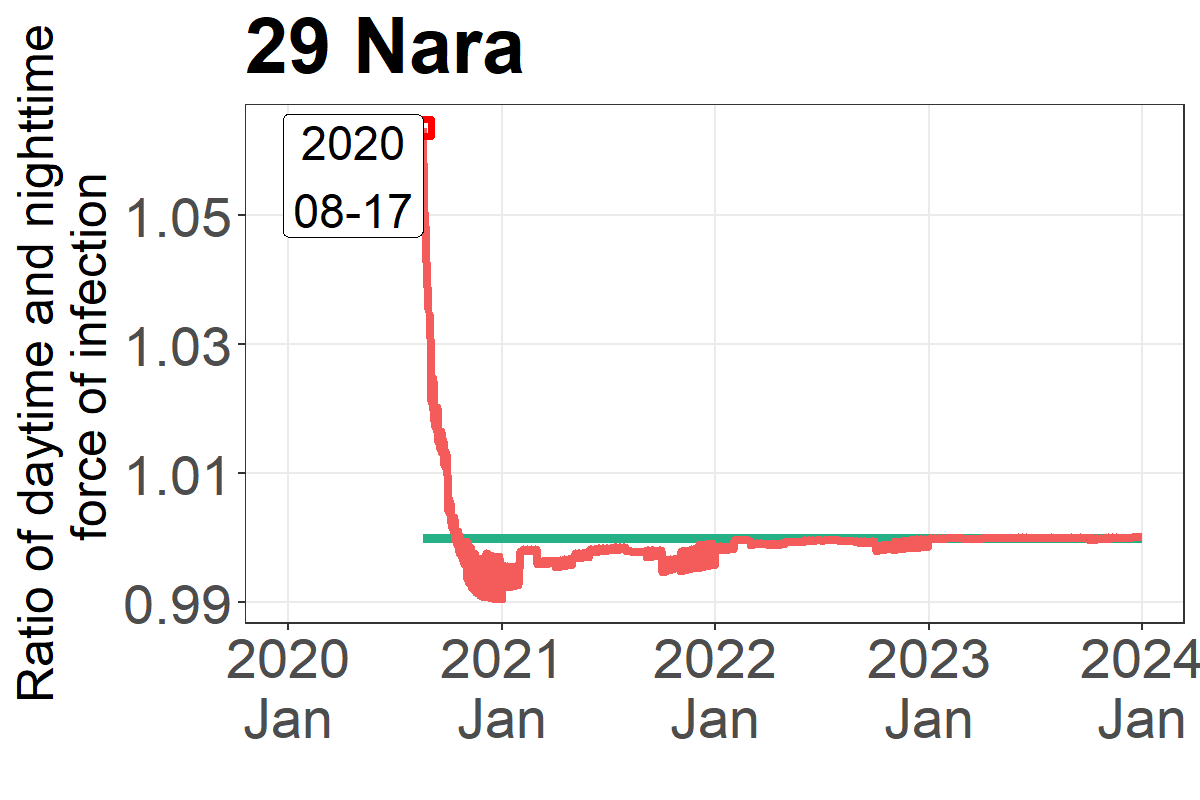 29 Nara
Ratio of daytime and nighttime
force of infection
2020
08-17
1.05
1.03
1.01
0.99
2020 2021 2022 2023 2024
Jan Jan Jan Jan Jan